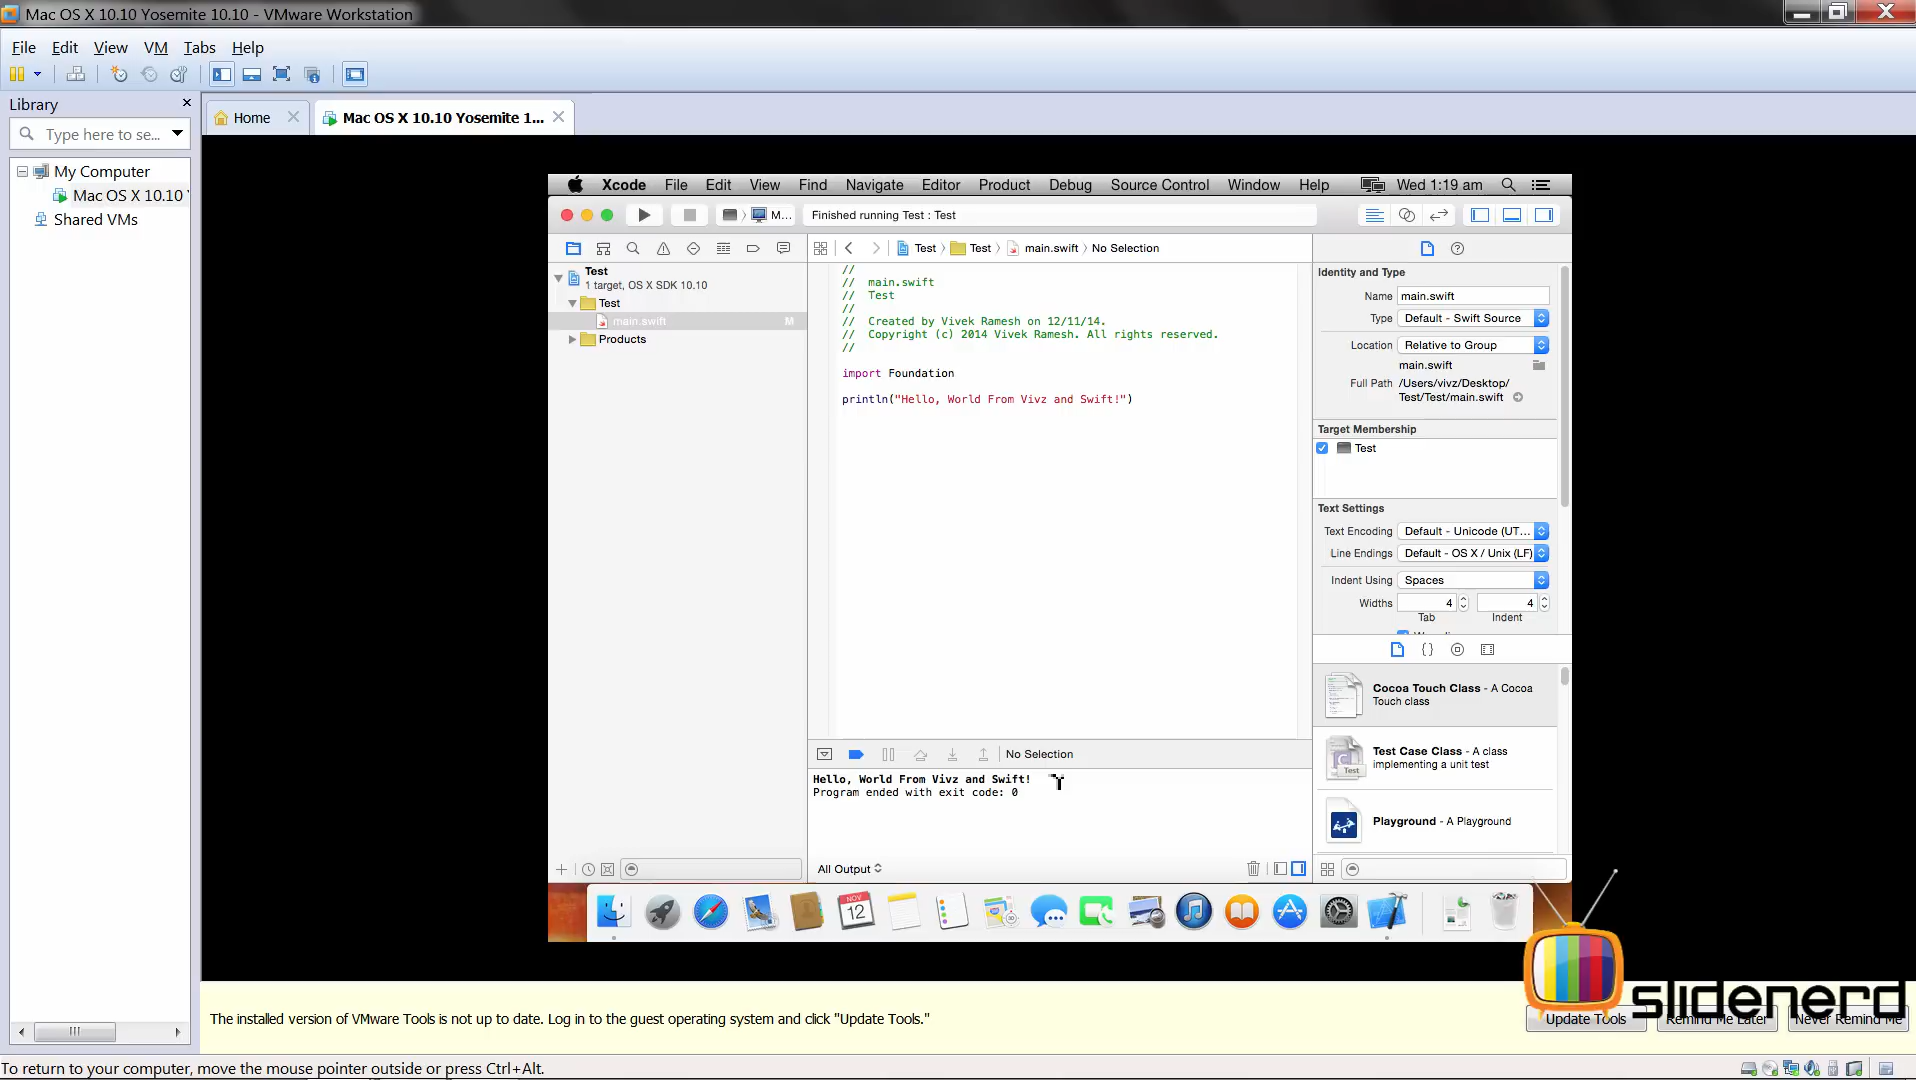 Mac OS X 10.10 Yosemite 10.10 - VMware Workstation
File Edit View VM Tabs Help
Library
Type here to se...
My Computer
Mac OS X 10.10
Shared VMs
Home
Mac OS X 10.10 Yosemite 1...
Xcode File Edit View Find Navigate Editor Product Debug Source Control Window Help
Wed 1:19 am
M...
Finished running Test : Test
Test
1 target, OS X SDK 10.10
Test
main.swift M
Products
Test Test main.swift No Selection
//
// main.swift
// Test
//
// Created by Vivek Ramesh on 12/11/14.
// Copyright (c) 2014 Vivek Ramesh. All rights reserved.
//
import Foundation
println("Hello, World From Vivz and Swift!")
No Selection
Hello, World From Vivz and Swift!
Program ended with exit code: 0
All Output
Identity and Type
Name main.swift
Type Default - Swift Source
Location Relative to Group
main.swift
Full Path /Users/vivz/Desktop/
Test/Test/main.swift
Target Membership
Test
Text Settings
Text Encoding Default - Unicode (UT...
Line Endings Default - OS X / Unix (LF)
Indent Using Spaces
Widths 4 4
Tab Indent
Cocoa Touch Class - A Cocoa
Touch class
Test Case Class - A class
implementing a unit test
Test
Playground - A Playground
NOV
12
slidenerd
The installed version of VMware Tools is not up to date. Log in to the guest operating system and click "Update Tools."
Update Tools Remind Me Later Never Remind Me
To return to your computer, move the mouse pointer outside or press Ctrl+Alt.